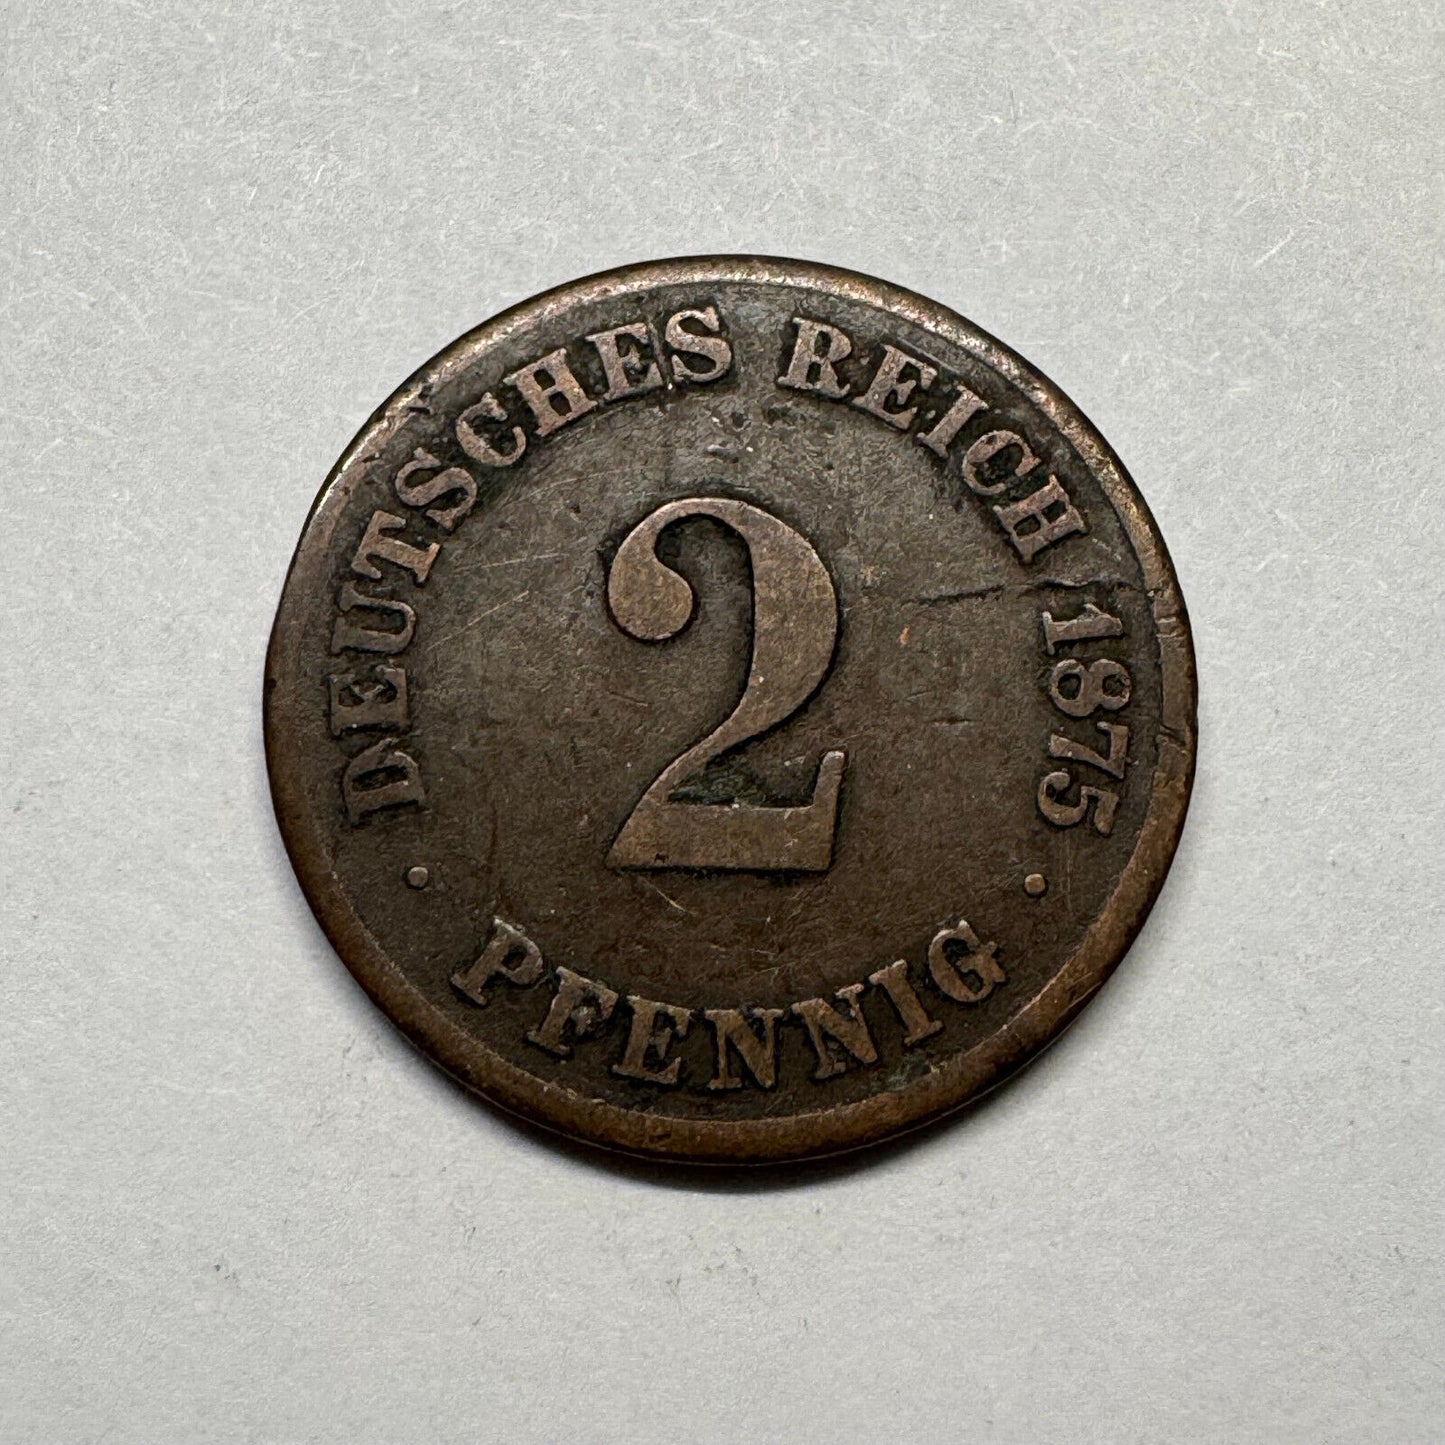 DEUTSCHES REICH 1875
2
· PFENNIG ·